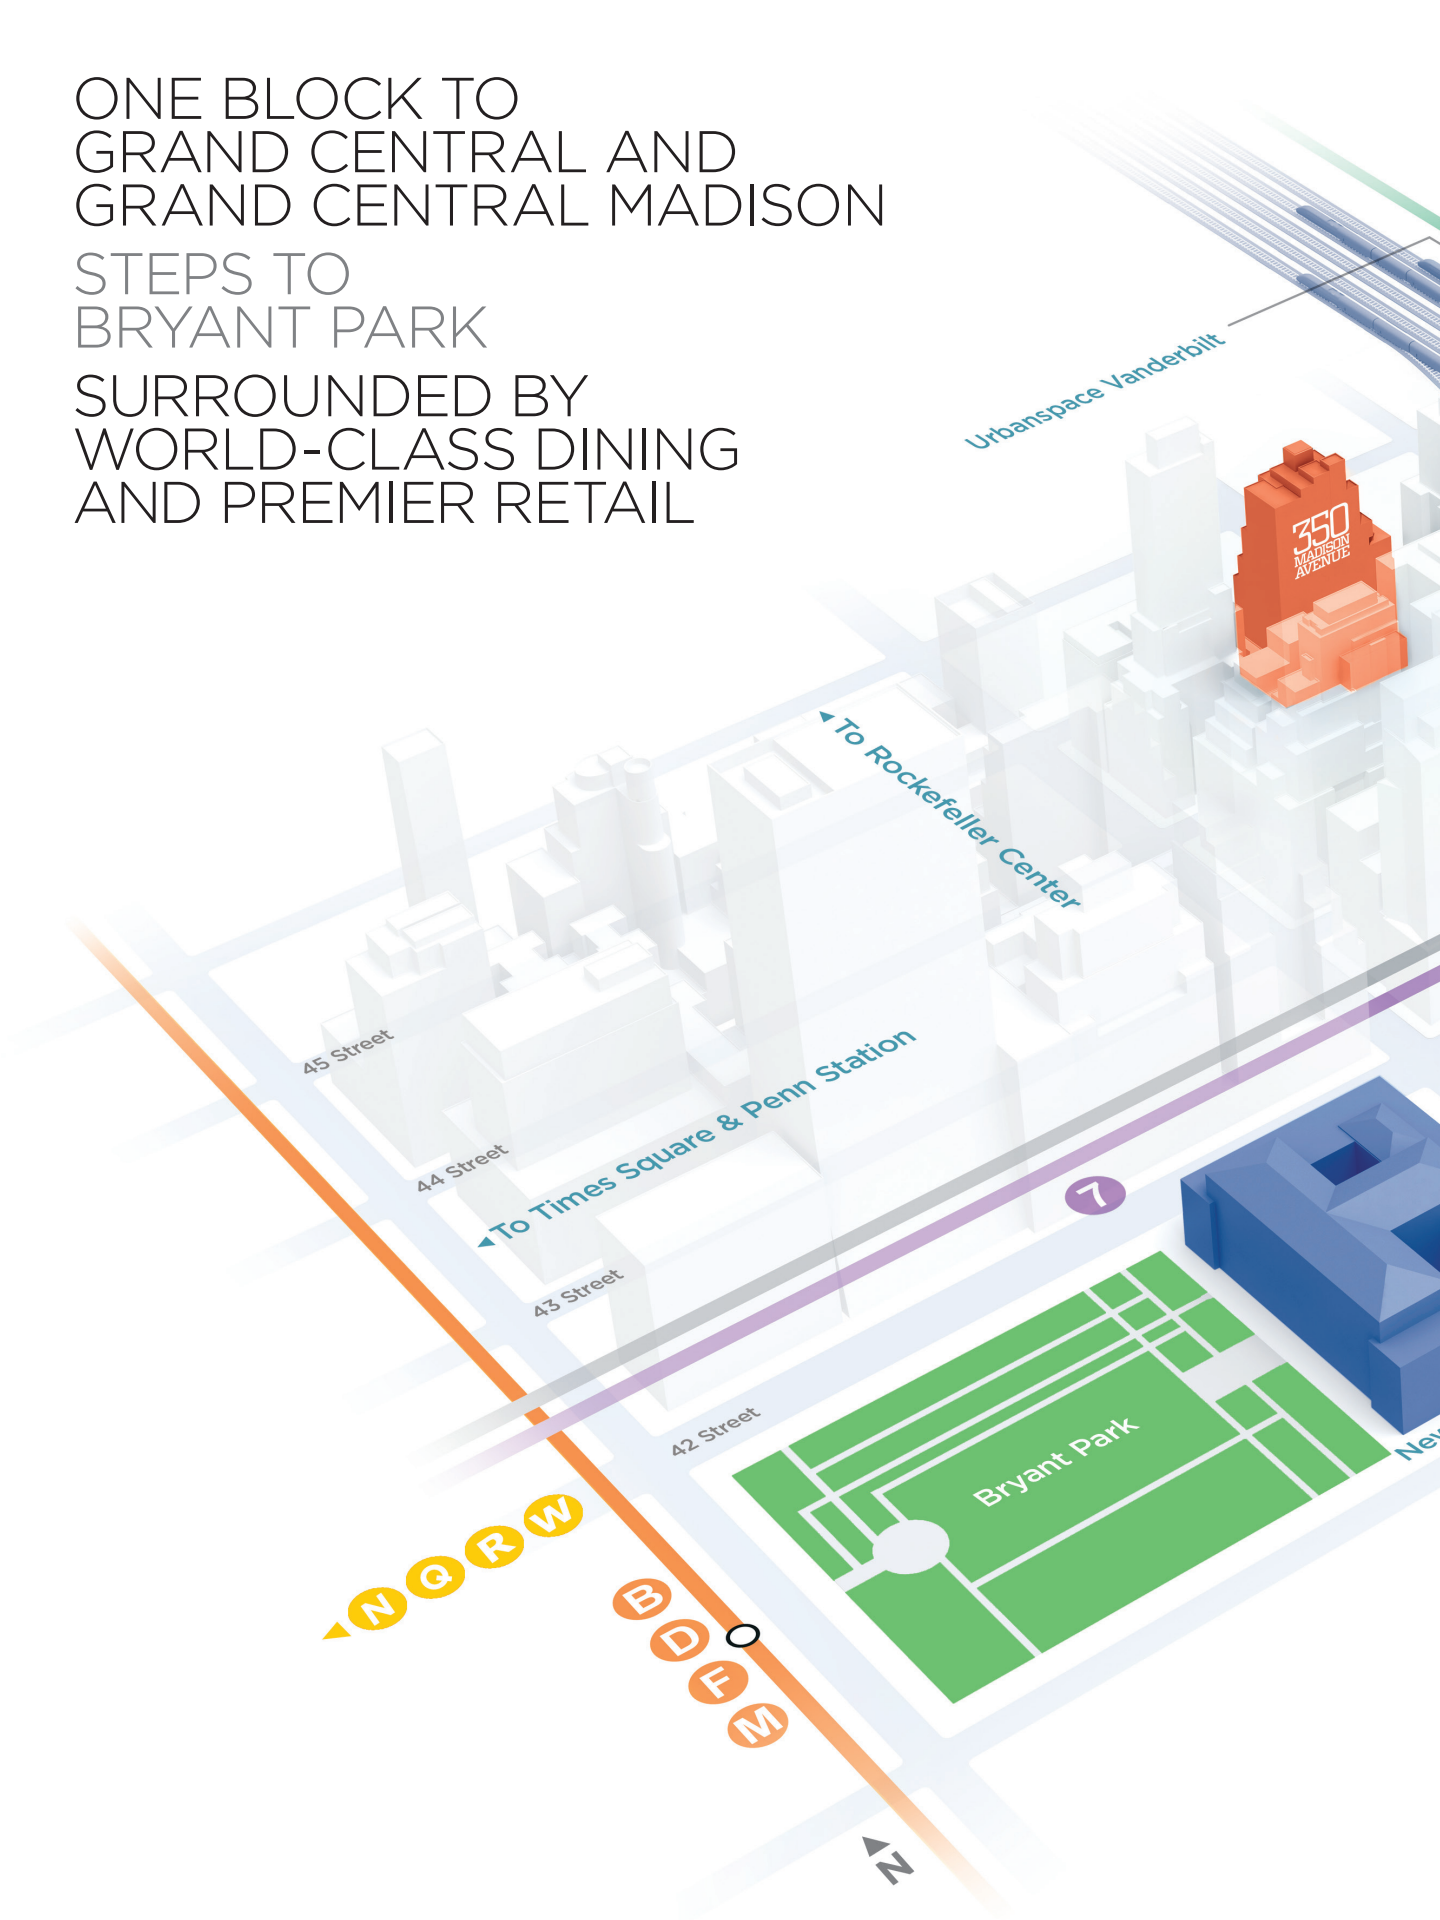 ONE BLOCK TO
GRAND CENTRAL AND
GRAND CENTRAL MADISON
STEPS TO
BRYANT PARK
SURROUNDED BY
WORLD-CLASS DINING
AND PREMIER RETAIL
Urbanspace Vanderbilt
350
MADISON
AVENUE
To Rockefeller Center
45 Street
44 Street
To Times Square & Penn Station
43 Street
7
42 Street
Bryant Park
New
N Q R W
B
D
F
M
N